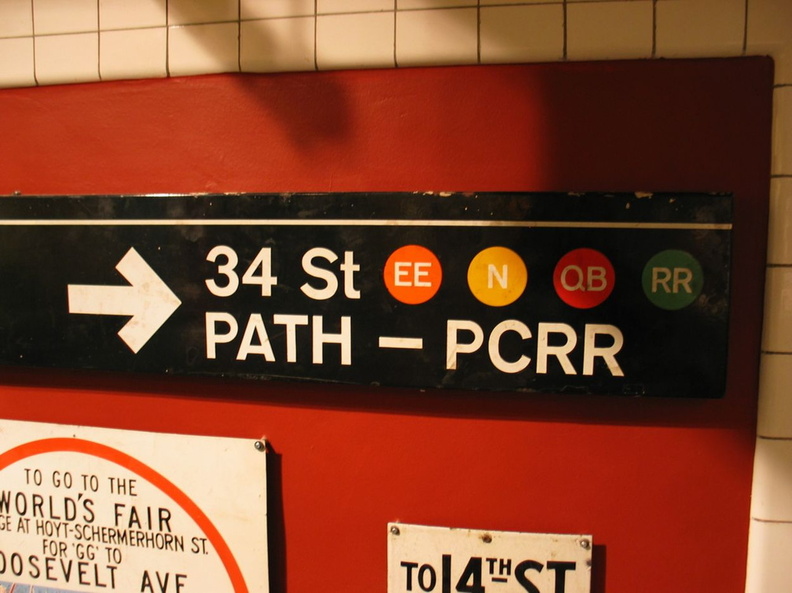 34 St EE N QB RR
PATH – PCRR
TO GO TO THE
WORLD'S FAIR
GE AT HOYT-SCHERMERHORN ST.
FOR 'GG' TO
OOSEVELT AVE
TO 14TH ST